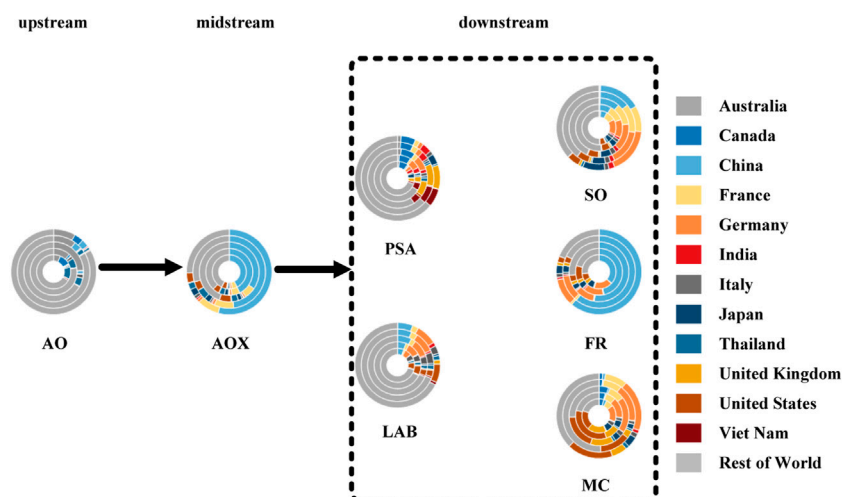 upstream
midstream
downstream
AO
AOX
PSA
LAB
SO
FR
MC
Australia
Canada
China
France
Germany
India
Italy
Japan
Thailand
United Kingdom
United States
Viet Nam
Rest of World